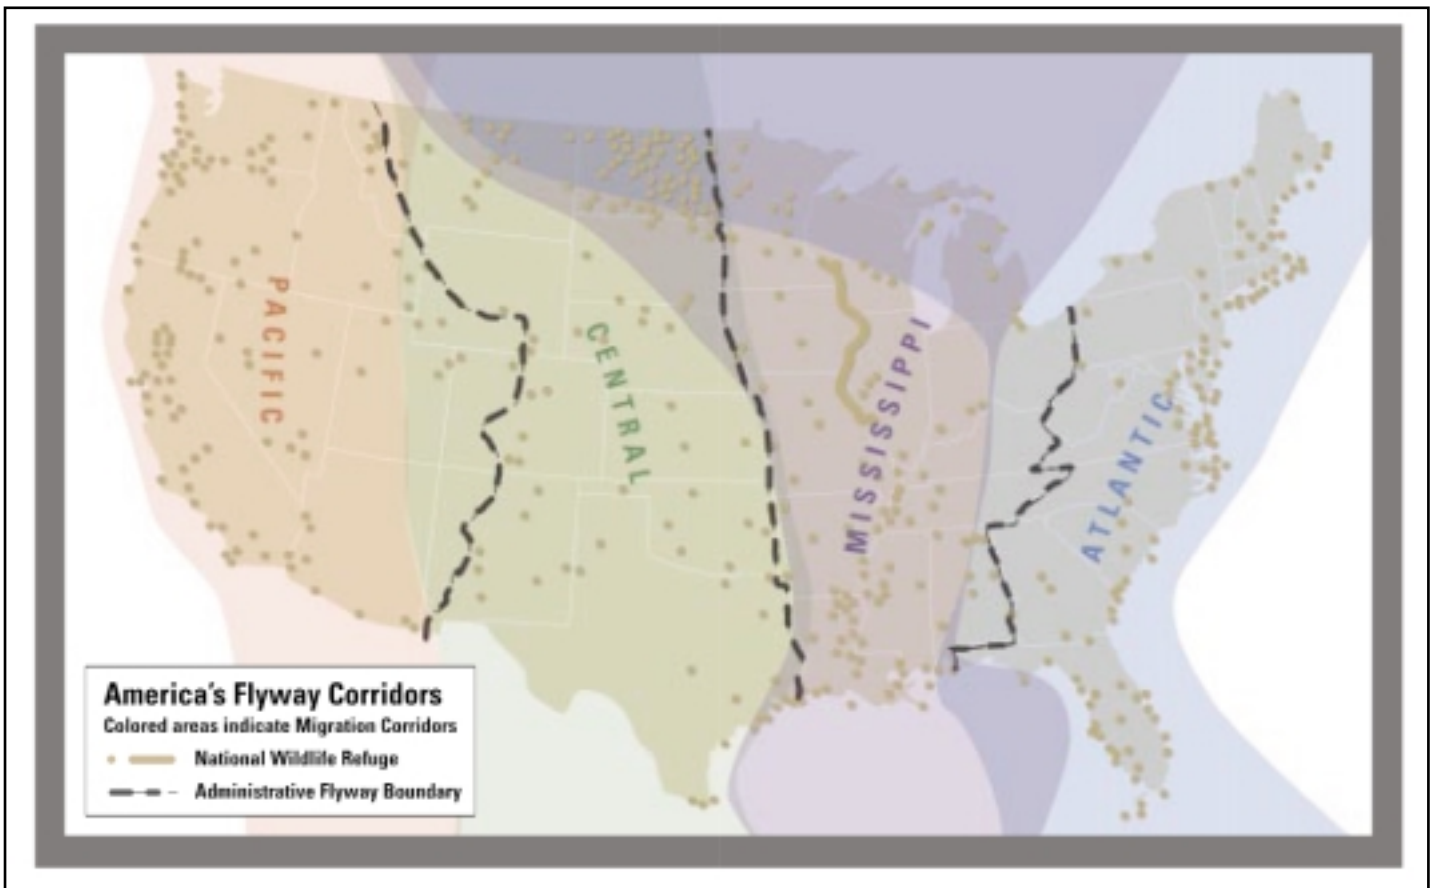 PACIFIC
CENTRAL
MISSISSIPPI
ATLANTIC
America's Flyway Corridors
Colored areas indicate Migration Corridors
National Wildlife Refuge
Administrative Flyway Boundary